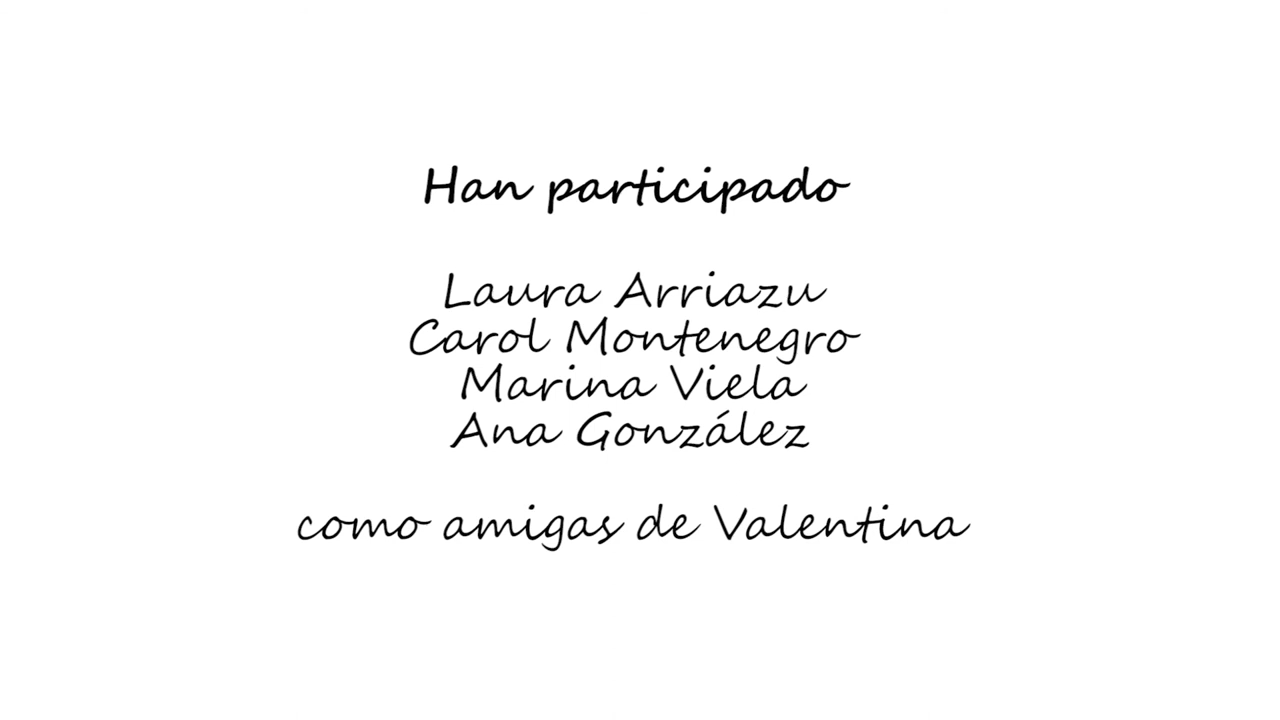 Han participado
Laura Arriazu
Carol Montenegro
Marina Viela
Ana González
como amigas de Valentina